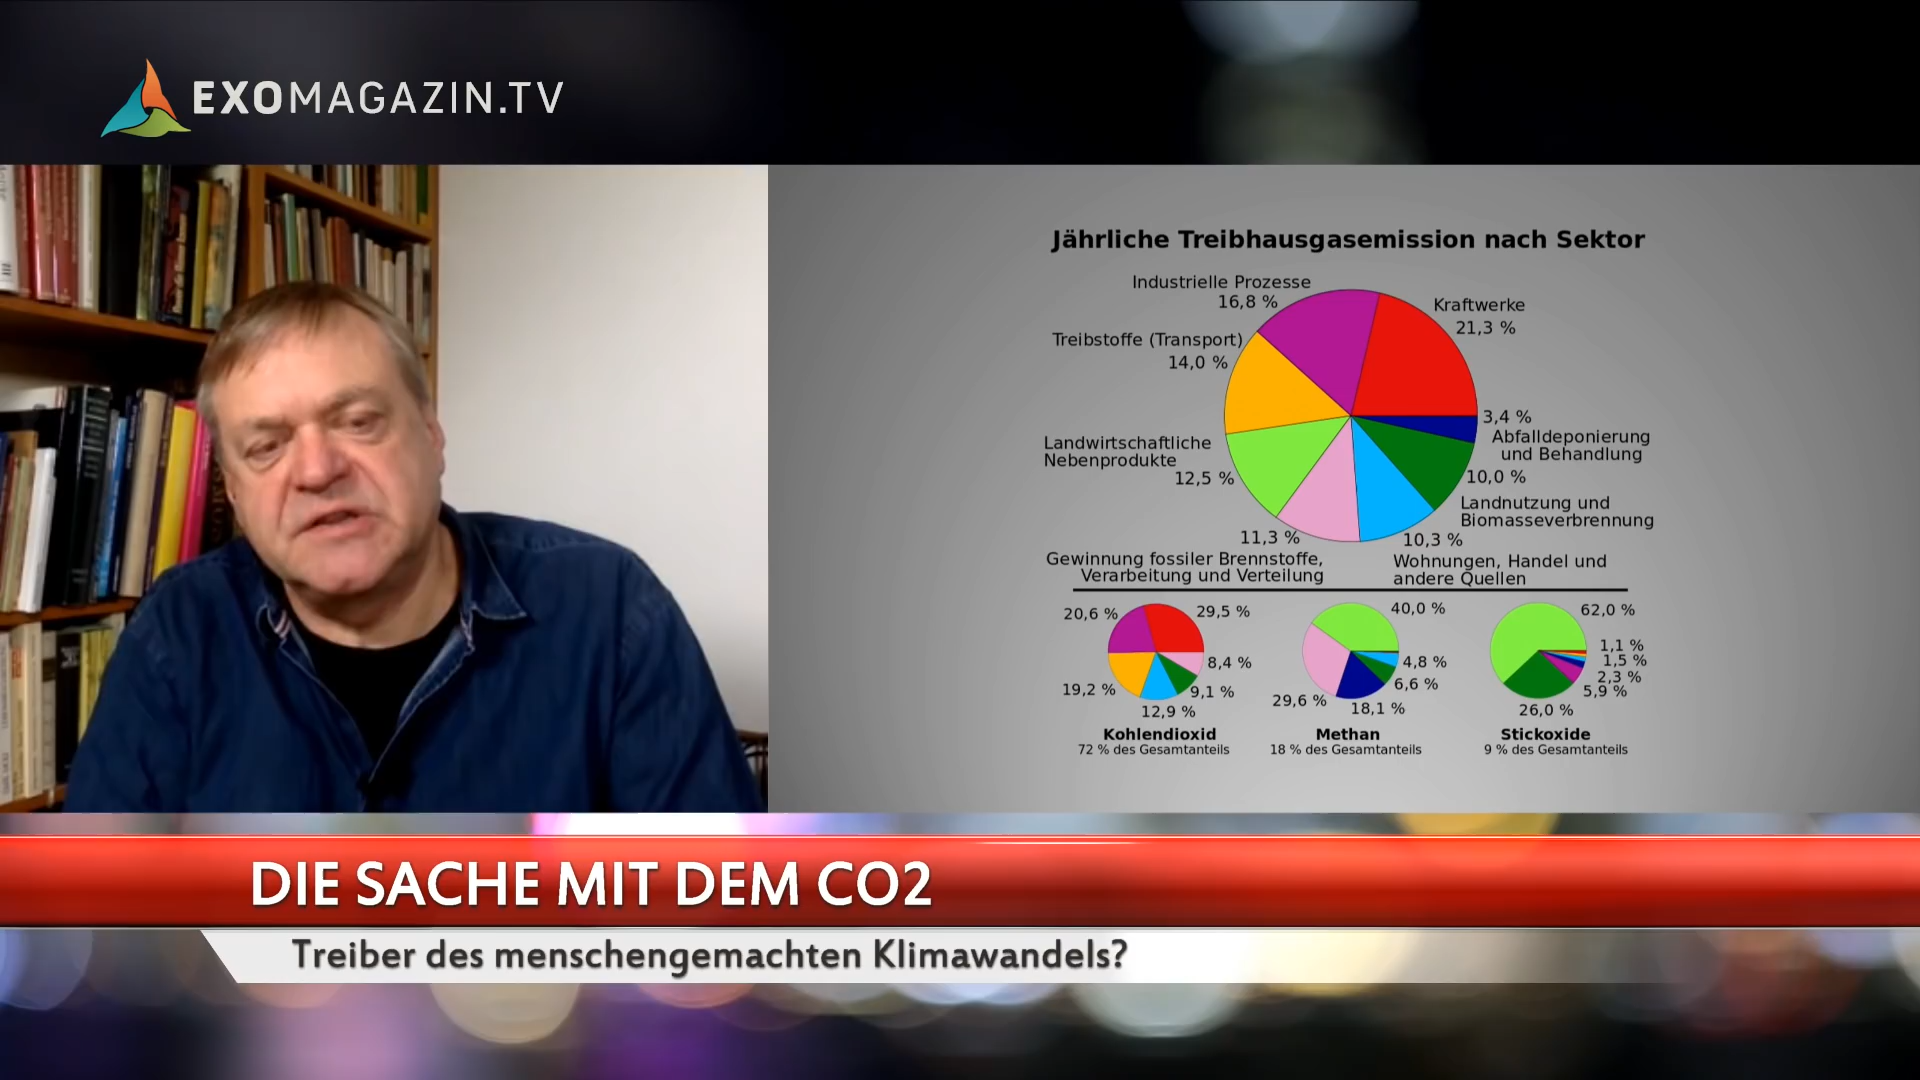 EXOMAGAZIN.TV
Jährliche Treibhausgasemission nach Sektor
Industrielle Prozesse
16,8 %
Kraftwerke
21,3 %
Treibstoffe (Transport)
14,0 %
3,4 %
Abfalldeponierung
und Behandlung
Landwirtschaftliche
Nebenprodukte
12,5 %
10,0 %
Landnutzung und
Biomasseverbrennung
11,3 %
Gewinnung fossiler Brennstoffe,
Verarbeitung und Verteilung
10,3 %
Wohnungen, Handel und
andere Quellen
20,6 %
29,5 %
8,4 %
9,1 %
12,9 %
19,2 %
Kohlendioxid
72 % des Gesamtanteils
40,0 %
4,8 %
6,6 %
18,1 %
29,6 %
Methan
18 % des Gesamtanteils
62,0 %
1,1 %
1,5 %
2,3 %
5,9 %
26,0 %
Stickoxide
9 % des Gesamtanteils
DIE SACHE MIT DEM CO2
Treiber des menschengemachten Klimawandels?